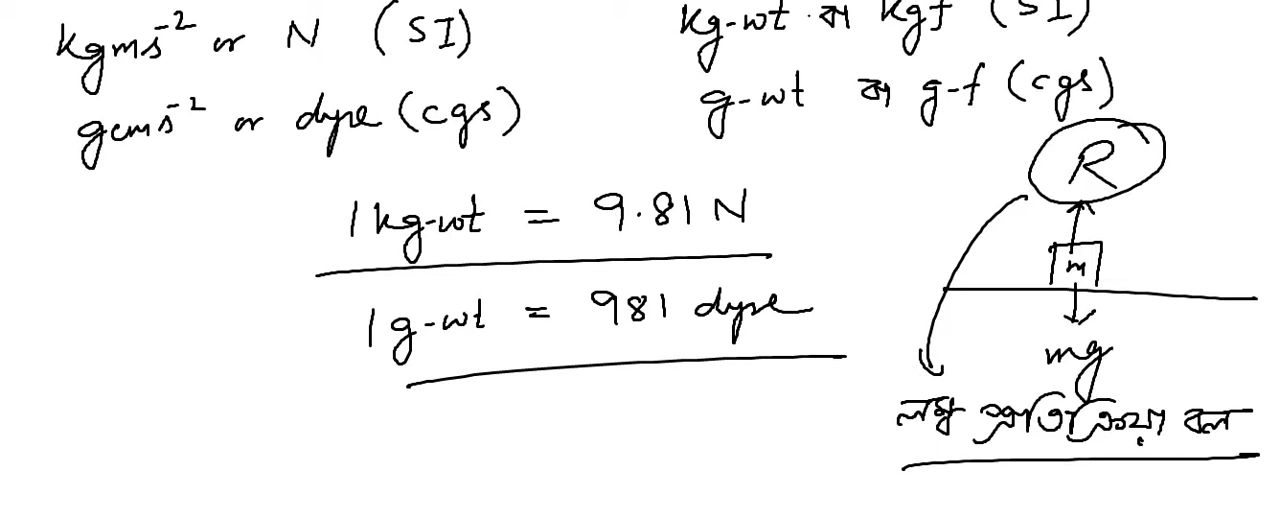 kgms⁻² or N (SI)
kg-wt বা kgf (SI)
gcms⁻² or dyne (cgs)
g-wt বা g-f (cgs)
R
1 kg-wt = 9.81 N
m
1 g-wt = 981 dyne
mg
লম্ব প্রতিক্রিয়া বল